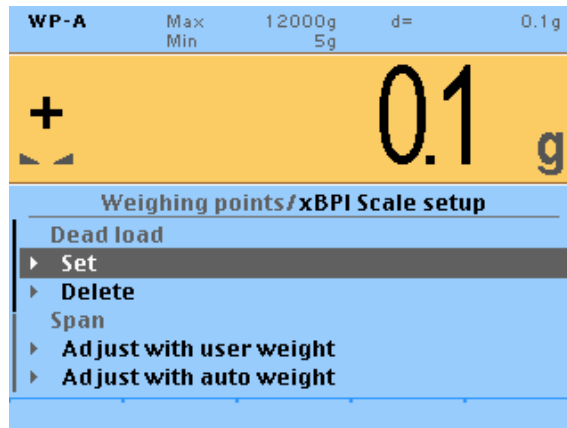 WP-A Max 12000g d= 0.1g
Min 5g
+ 0.1 g
Weighing points/xBPI Scale setup
Dead load
Set
Delete
Span
Adjust with user weight
Adjust with auto weight